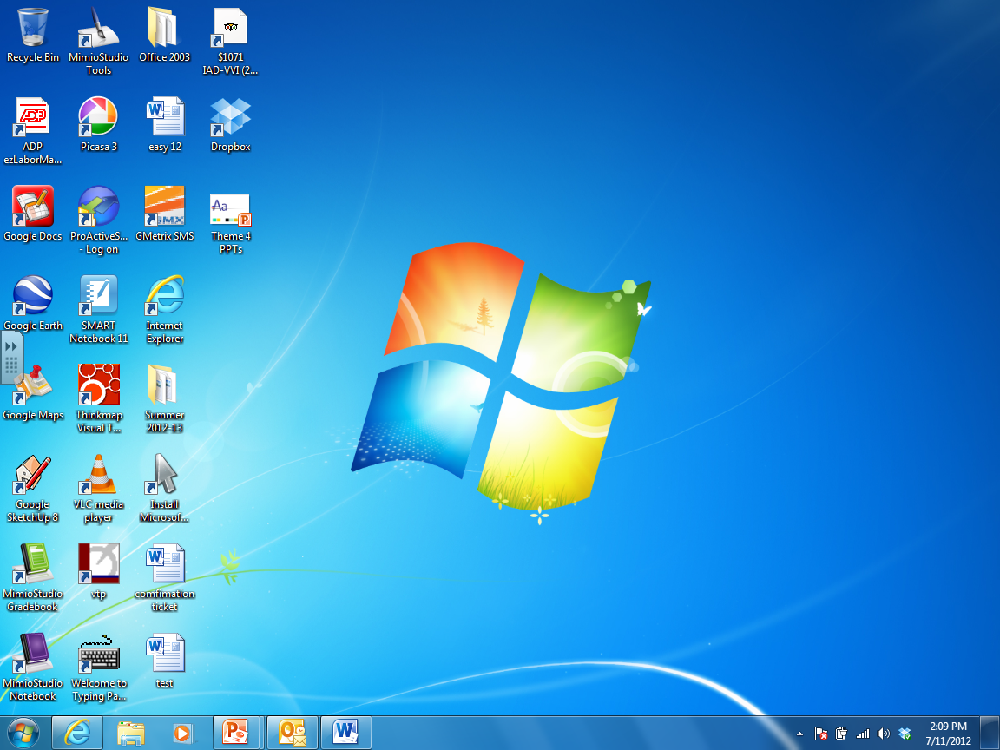 Recycle Bin
MimioStudio
Tools
Office 2003
$1071
IAD-VVI (2...
ADP
ADP
ezLaborMa...
Picasa 3
easy 12
Dropbox
Google Docs
ProActiveS...
- Log on
GMX
GMetrix SMS
Aa
Theme 4
PPTs
Google Earth
SMART
Notebook 11
Internet
Explorer
Google Maps
Thinkmap
Visual T...
Summer
2012-13
Google
SketchUp 8
VLC media
player
Install
Microsof...
MimioStudio
Gradebook
vtp
comfimation
ticket
MimioStudio
Notebook
Welcome to
Typing Pa...
test
2:09 PM
7/11/2012